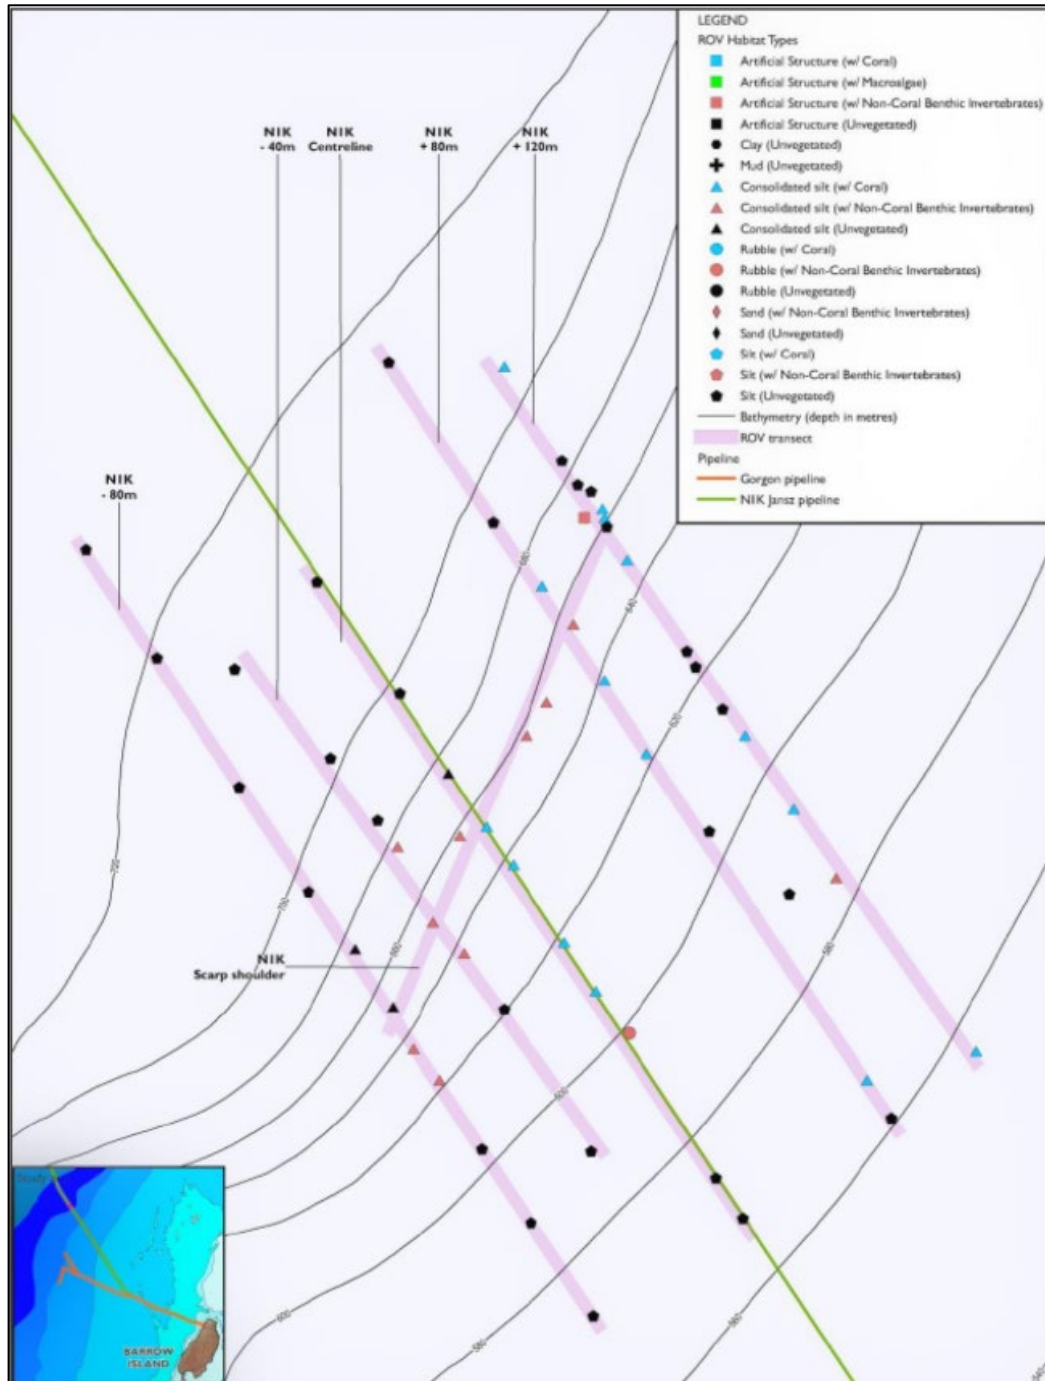 LEGEND
ROV Habitat Types
Artificial Structure (w/ Coral)
Artificial Structure (w/ Macroalgae)
Artificial Structure (w/ Non-Coral Benthic Invertebrates)
Artificial Structure (Unvegetated)
Clay (Unvegetated)
Mud (Unvegetated)
Consolidated silt (w/ Coral)
Consolidated silt (w/ Non-Coral Benthic Invertebrates)
Consolidated silt (Unvegetated)
Rubble (w/ Coral)
Rubble (w/ Non-Coral Benthic Invertebrates)
Rubble (Unvegetated)
Sand (w/ Non-Coral Benthic Invertebrates)
Sand (Unvegetated)
Silt (w/ Coral)
Silt (w/ Non-Coral Benthic Invertebrates)
Silt (Unvegetated)
Bathymetry (depth in metres)
ROV transect
Pipeline
Gorgon pipeline
NIK Jansz pipeline
NIK
- 40m
NIK
Centreline
NIK
+ 80m
NIK
+ 120m
NIK
- 80m
NIK
Scarp shoulder
680
640
620
720
700
660
580
600
600
580
560
BARROW
ISLAND